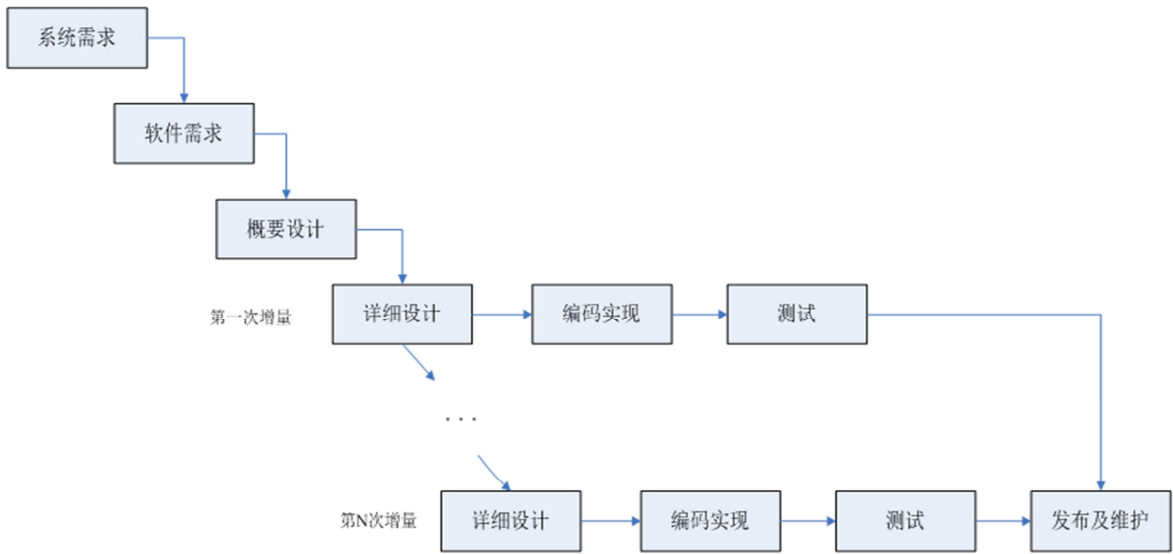 系统需求
软件需求
概要设计
第一次增量
详细设计
编码实现
测试
...
第N次增量
详细设计
编码实现
测试
发布及维护